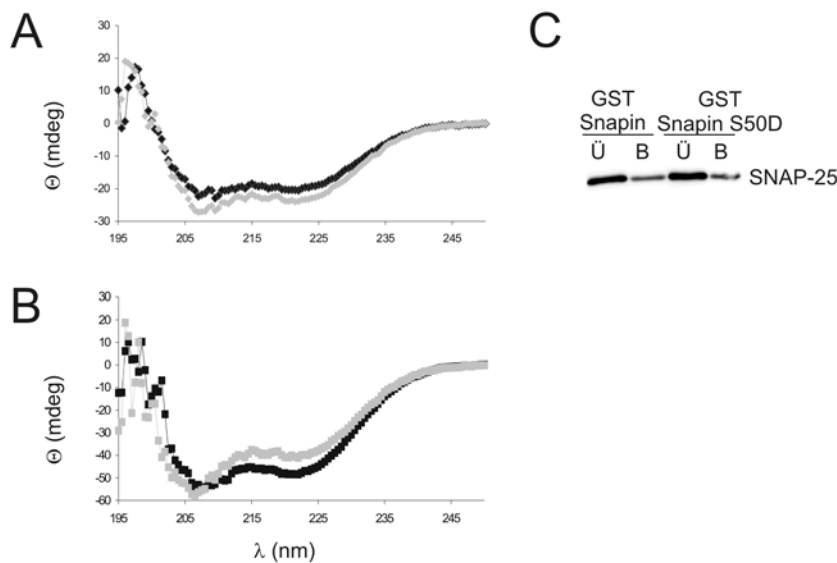 A
30
20
10
0
-10
-20
-30
Θ (mdeg)
195 205 215 225 235 245
B
30
20
10
0
-10
-20
-30
-40
-50
-60
Θ (mdeg)
195 205 215 225 235 245
λ (nm)
C
GST GST
Snapin Snapin S50D
Ü B Ü B
SNAP-25